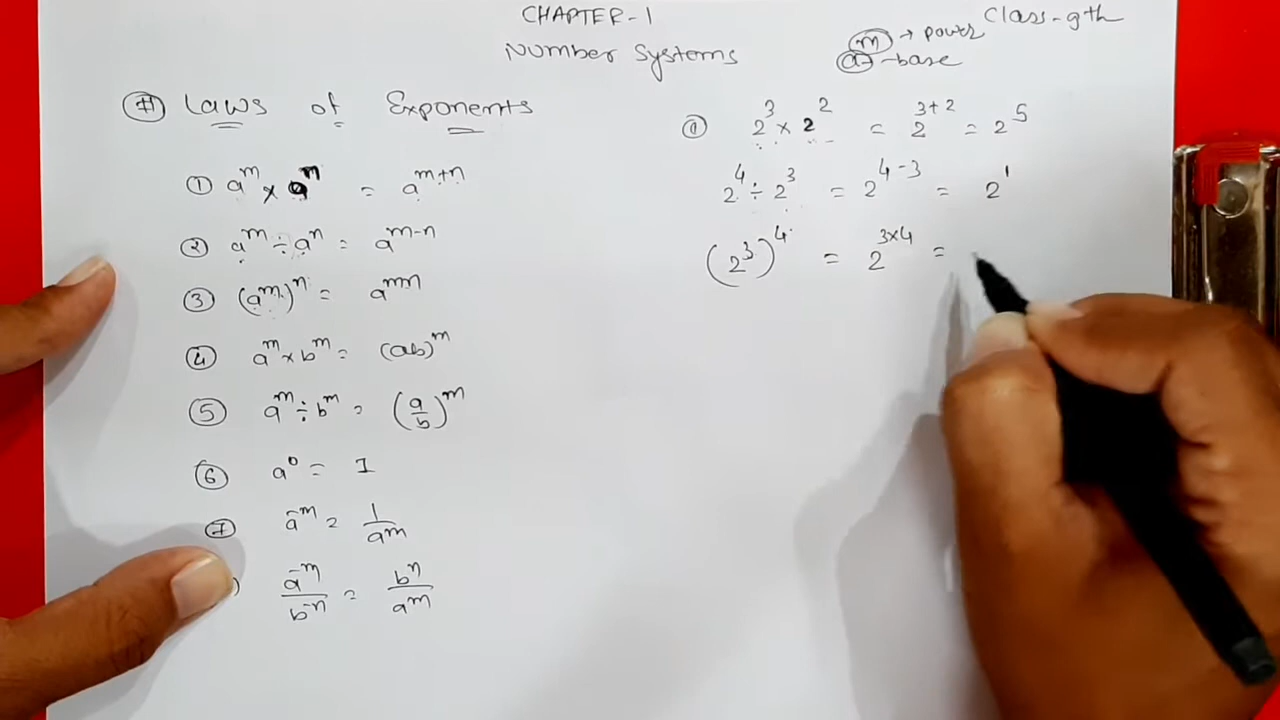 CHAPTER-1
Number Systems
Class-9th
m → power
a → base
# Laws of Exponents
① a^m × a^n = a^{m+n}
② a^m ÷ a^n = a^{m-n}
③ (a^m)^n = a^{mn}
④ a^m × b^m = (ab)^m
⑤ a^m ÷ b^m = (a/b)^m
⑥ a^0 = 1
⑦ a^{-m} = 1/a^m
a^{-m}/b^{-n} = b^n/a^m
① 2^3 × 2^2 = 2^{3+2} = 2^5
2^4 ÷ 2^3 = 2^{4-3} = 2^1
(2^3)^4 = 2^{3×4} =